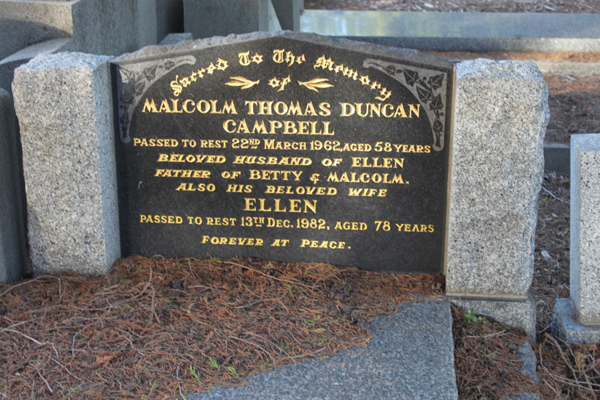 Sacred To The Memory
of
MALCOLM THOMAS DUNCAN
CAMPBELL
PASSED TO REST 22ND MARCH 1962, AGED 58 YEARS
BELOVED HUSBAND OF ELLEN
FATHER OF BETTY & MALCOLM.
ALSO HIS BELOVED WIFE
ELLEN
PASSED TO REST 13TH DEC. 1982, AGED 78 YEARS
FOREVER AT PEACE.